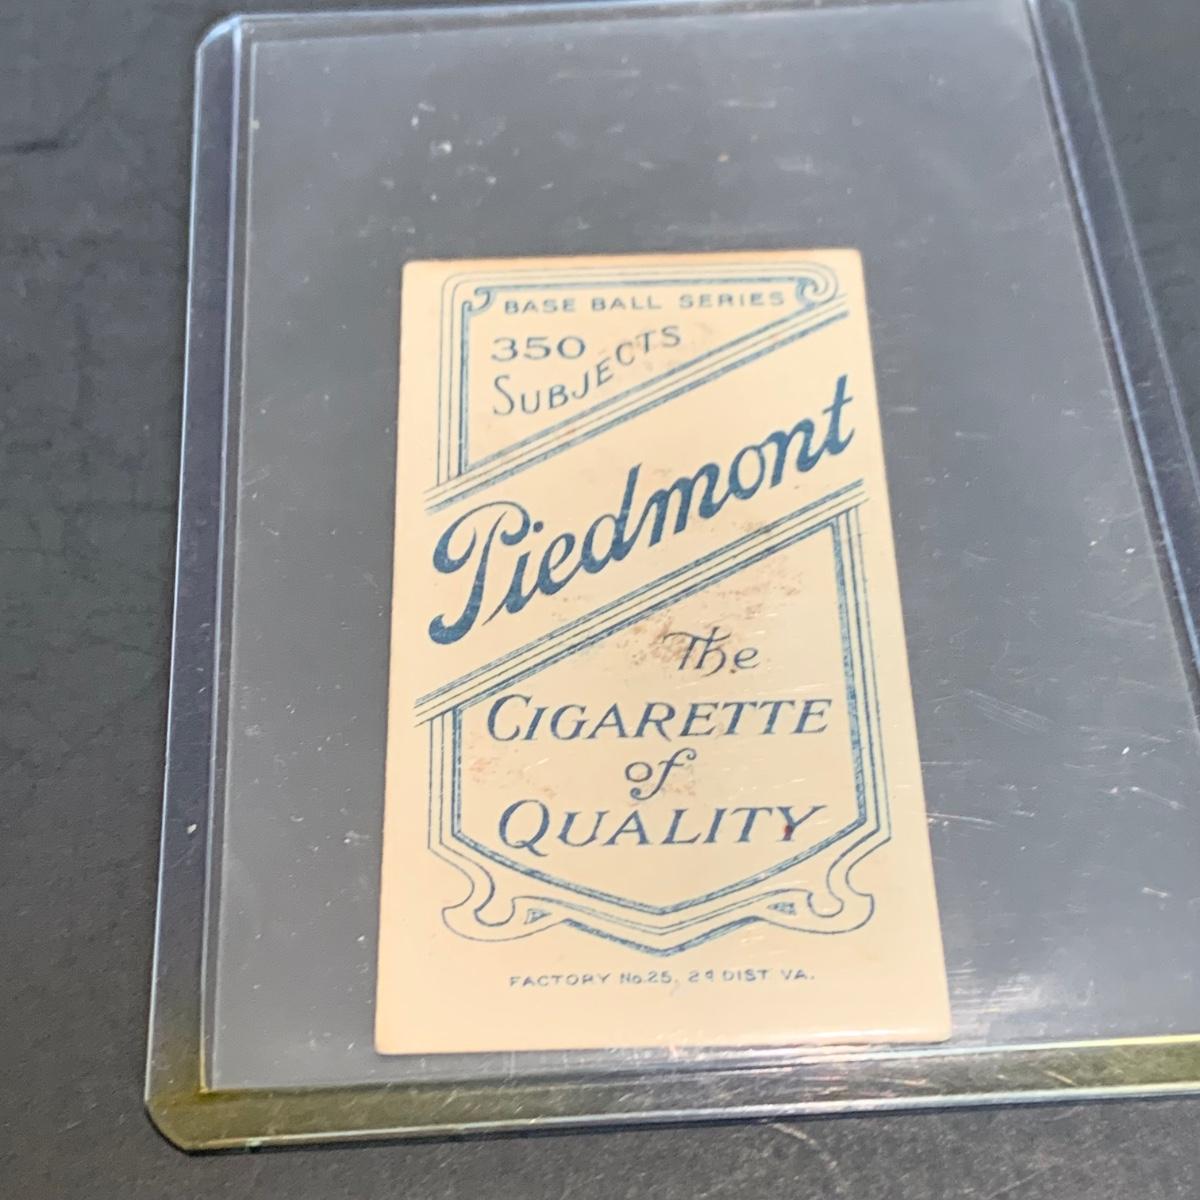 BASE BALL SERIES
350
SUBJECTS
Piedmont
The
CIGARETTE
of
QUALITY
FACTORY No.25, 2d DIST VA.